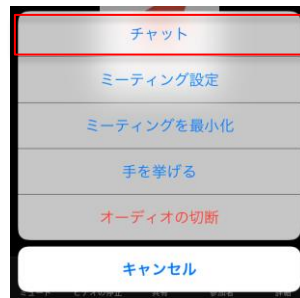 チャット
ミーティング設定
ミーティングを最小化
手を挙げる
オーディオの切断
キャンセル